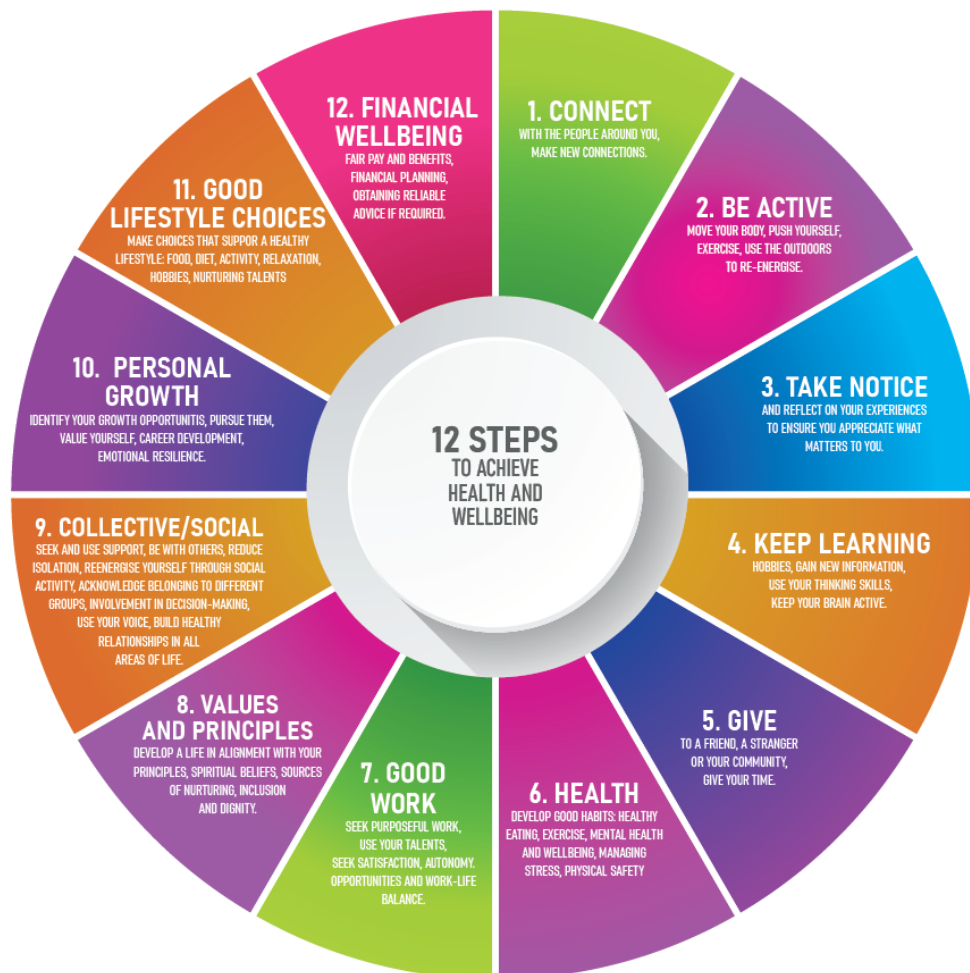 12 STEPS
TO ACHIEVE
HEALTH AND
WELLBEING
1. CONNECT
WITH THE PEOPLE AROUND YOU,
MAKE NEW CONNECTIONS.
2. BE ACTIVE
MOVE YOUR BODY, PUSH YOURSELF,
EXERCISE, USE THE OUTDOORS
TO RE-ENERGISE.
3. TAKE NOTICE
AND REFLECT ON YOUR EXPERIENCES
TO ENSURE YOU APPRECIATE WHAT
MATTERS TO YOU.
4. KEEP LEARNING
HOBBIES, GAIN NEW INFORMATION,
USE YOUR THINKING SKILLS,
KEEP YOUR BRAIN ACTIVE.
5. GIVE
TO A FRIEND, A STRANGER
OR YOUR COMMUNITY,
GIVE YOUR TIME.
6. HEALTH
DEVELOP GOOD HABITS: HEALTHY
EATING, EXERCISE, MENTAL HEALTH
AND WELLBEING, MANAGING
STRESS, PHYSICAL SAFETY
7. GOOD
WORK
SEEK PURPOSEFUL WORK,
USE YOUR TALENTS,
SEEK SATISFACTION, AUTONOMY.
OPPORTUNITIES AND WORK-LIFE
BALANCE.
8. VALUES
AND PRINCIPLES
DEVELOP A LIFE IN ALIGNMENT WITH YOUR
PRINCIPLES, SPIRITUAL BELIEFS, SOURCES
OF NURTURING, INCLUSION
AND DIGNITY.
9. COLLECTIVE/SOCIAL
SEEK AND USE SUPPORT, BE WITH OTHERS, REDUCE
ISOLATION, REENERGISE YOURSELF THROUGH SOCIAL
ACTIVITY, ACKNOWLEDGE BELONGING TO DIFFERENT
GROUPS, INVOLVEMENT IN DECISION-MAKING,
USE YOUR VOICE, BUILD HEALTHY
RELATIONSHIPS IN ALL
AREAS OF LIFE.
10. PERSONAL
GROWTH
IDENTIFY YOUR GROWTH OPPORTUNITIS, PURSUE THEM,
VALUE YOURSELF, CAREER DEVELOPMENT,
EMOTIONAL RESILIENCE.
11. GOOD
LIFESTYLE CHOICES
MAKE CHOICES THAT SUPPOR A HEALTHY
LIFESTYLE: FOOD, DIET, ACTIVITY, RELAXATION,
HOBBIES, NURTURING TALENTS
12. FINANCIAL
WELLBEING
FAIR PAY AND BENEFITS,
FINANCIAL PLANNING,
OBTAINING RELIABLE
ADVICE IF REQUIRED.